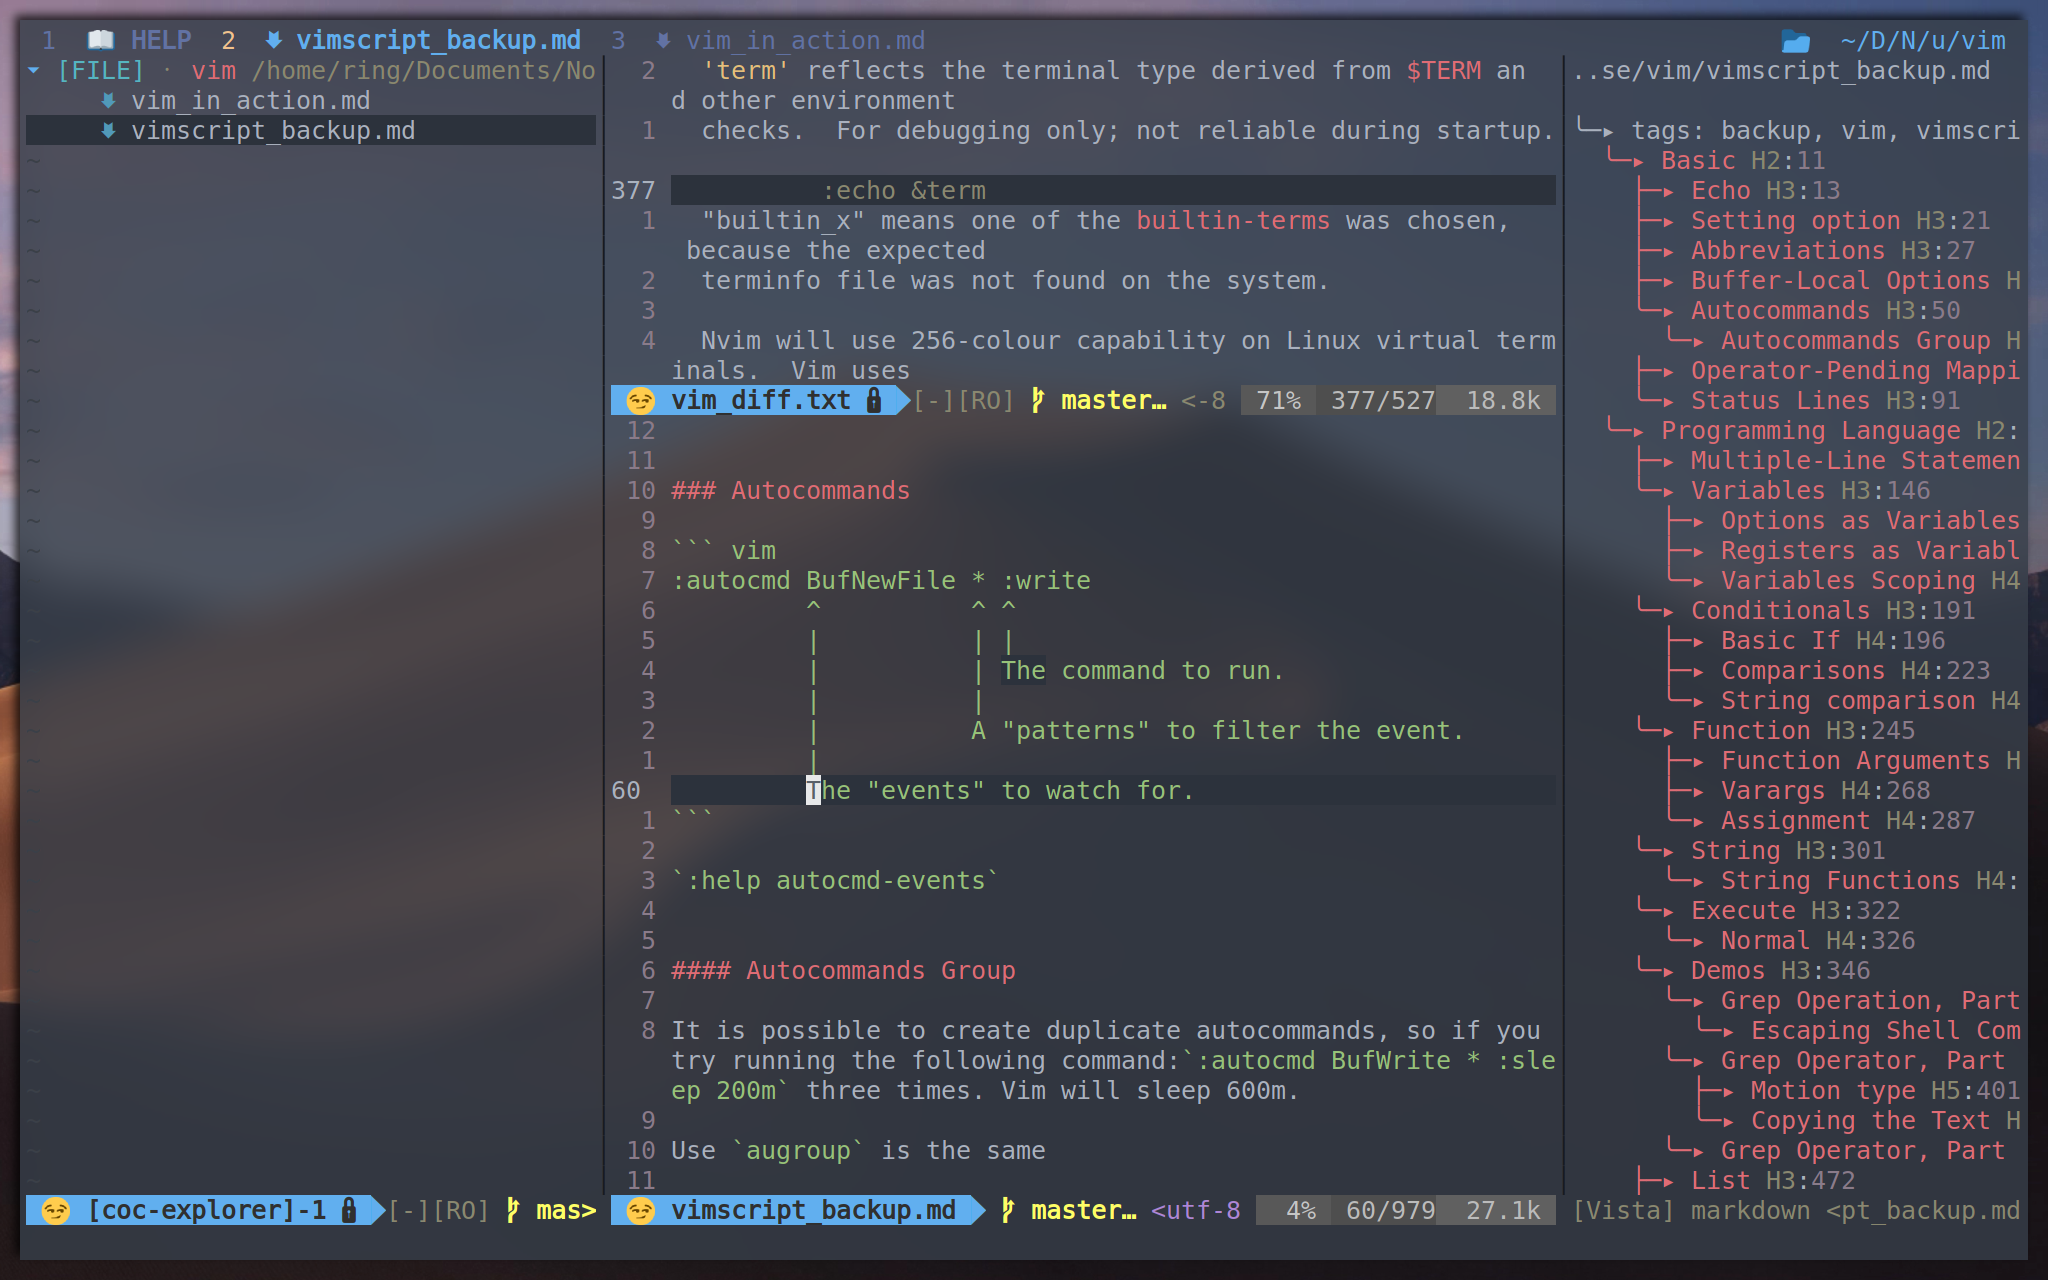 1 HELP 2 vimscript_backup.md 3 vim_in_action.md ~/D/N/u/vim
[FILE] · vim /home/ring/Documents/No
vim_in_action.md
vimscript_backup.md
~
~
~
~
~
~
~
~
~
~
~
~
~
~
2 'term' reflects the terminal type derived from $TERM an
d other environment
1 checks.  For debugging only; not reliable during startup.
377 :echo &term
1 "builtin_x" means one of the builtin-terms was chosen,
because the expected
2 terminfo file was not found on the system.
3
4 Nvim will use 256-colour capability on Linux virtual term
inals.  Vim uses
vim_diff.txt [-][RO] master… <-8 71% 377/527 18.8k
12
11
10 ### Autocommands
9
8 ``` vim
7 :autocmd BufNewFile * :write
6          ^          ^ ^
5          |          | |
4          |          | The command to run.
3          |          |
2          |          A "patterns" to filter the event.
1          |
60         The "events" to watch for.
1 ```
2
3 `:help autocmd-events`
4
5
6 #### Autocommands Group
7
8 It is possible to create duplicate autocommands, so if you
try running the following command:`:autocmd BufWrite * :sle
ep 200m` three times. Vim will sleep 600m.
9
10 Use `augroup` is the same
11
..se/vim/vimscript_backup.md
tags: backup, vim, vimscri
Basic H2:11
Echo H3:13
Setting option H3:21
Abbreviations H3:27
Buffer-Local Options H
Autocommands H3:50
Autocommands Group H
Operator-Pending Mappi
Status Lines H3:91
Programming Language H2:
Multiple-Line Statemen
Variables H3:146
Options as Variables
Registers as Variabl
Variables Scoping H4
Conditionals H3:191
Basic If H4:196
Comparisons H4:223
String comparison H4
Function H3:245
Function Arguments H
Varargs H4:268
Assignment H4:287
String H3:301
String Functions H4:
Execute H3:322
Normal H4:326
Demos H3:346
Grep Operation, Part
Escaping Shell Com
Grep Operator, Part
Motion type H5:401
Copying the Text H
Grep Operator, Part
List H3:472
[coc-explorer]-1 [-][RO] mas>
vimscript_backup.md master… <utf-8 4% 60/979 27.1k
[Vista] markdown <pt_backup.md